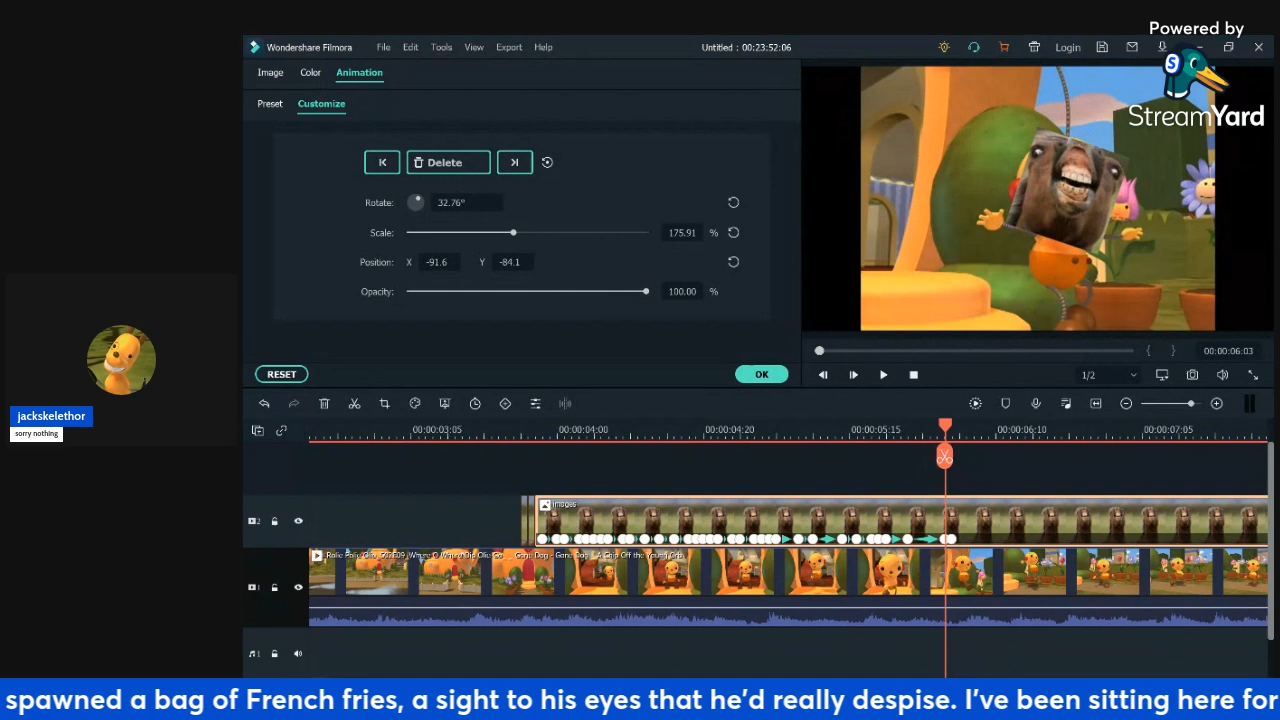 Powered by
StreamYard
Wondershare Filmora File Edit Tools View Export Help Untitled : 00:23:52:06 Login
Image Color Animation
Preset Customize
Delete
Rotate: 32.76º
Scale: 175.91 %
Position: X -91.6 Y -84.1
Opacity: 100.00 %
RESET OK
00:00:06:03
1/2
jackskelethor
sorry nothing
00:00:03:05 00:00:04:00 00:00:04:20 00:00:05:15 00:00:06:10 00:00:07:05
images
2
1
1
spawned a bag of French fries, a sight to his eyes that he’d really despise. I’ve been sitting here for